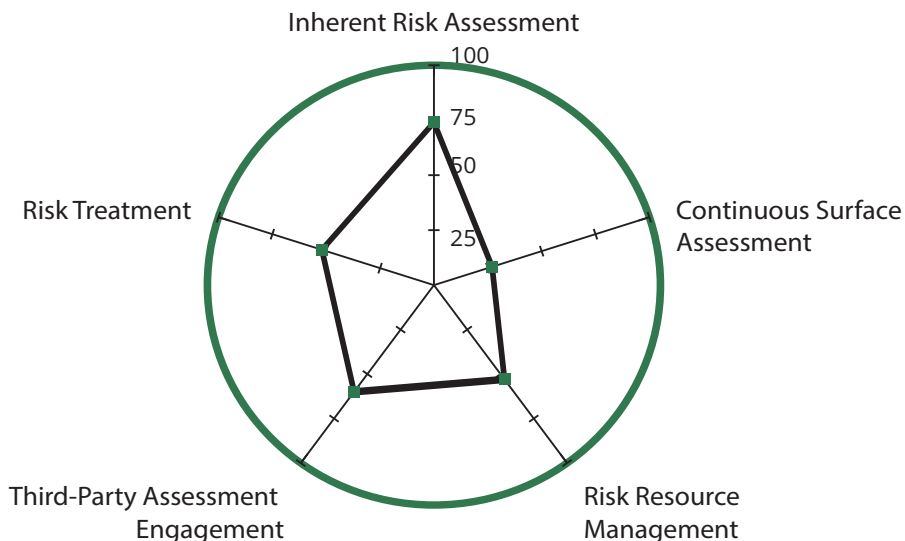 Inherent Risk Assessment
100
75
50
25
Risk Treatment
Continuous Surface
Assessment
Third-Party Assessment
Engagement
Risk Resource
Management